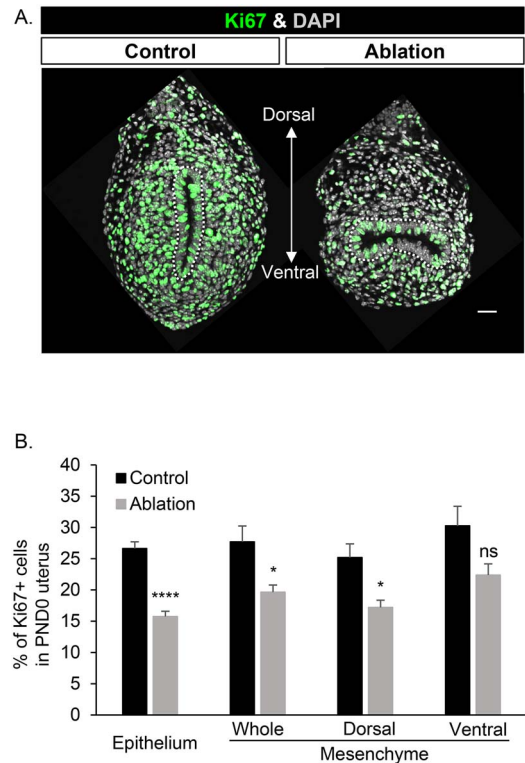 A.
Ki67 & DAPI
Control Ablation
Dorsal
Ventral
B.
% of Ki67+ cells
in PND0 uterus
40
35
30
25
20
15
10
5
0
Control
Ablation
****
*
*
ns
Epithelium
Whole Dorsal Ventral
Mesenchyme